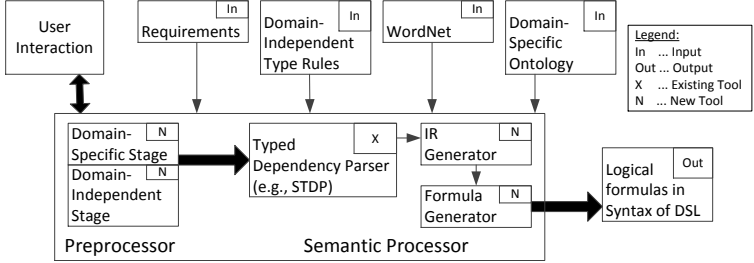 User
Interaction
In
Requirements
In
Domain-
Independent
Type Rules
In
WordNet
In
Domain-
Specific
Ontology
Legend:
In ... Input
Out ... Output
X ... Existing Tool
N ... New Tool
N
Domain-
Specific Stage
N
Domain-
Independent
Stage
X
Typed
Dependency Parser
(e.g., STDP)
N
IR
Generator
N
Formula
Generator
Out
Logical
formulas in
Syntax of DSL
Preprocessor
Semantic Processor